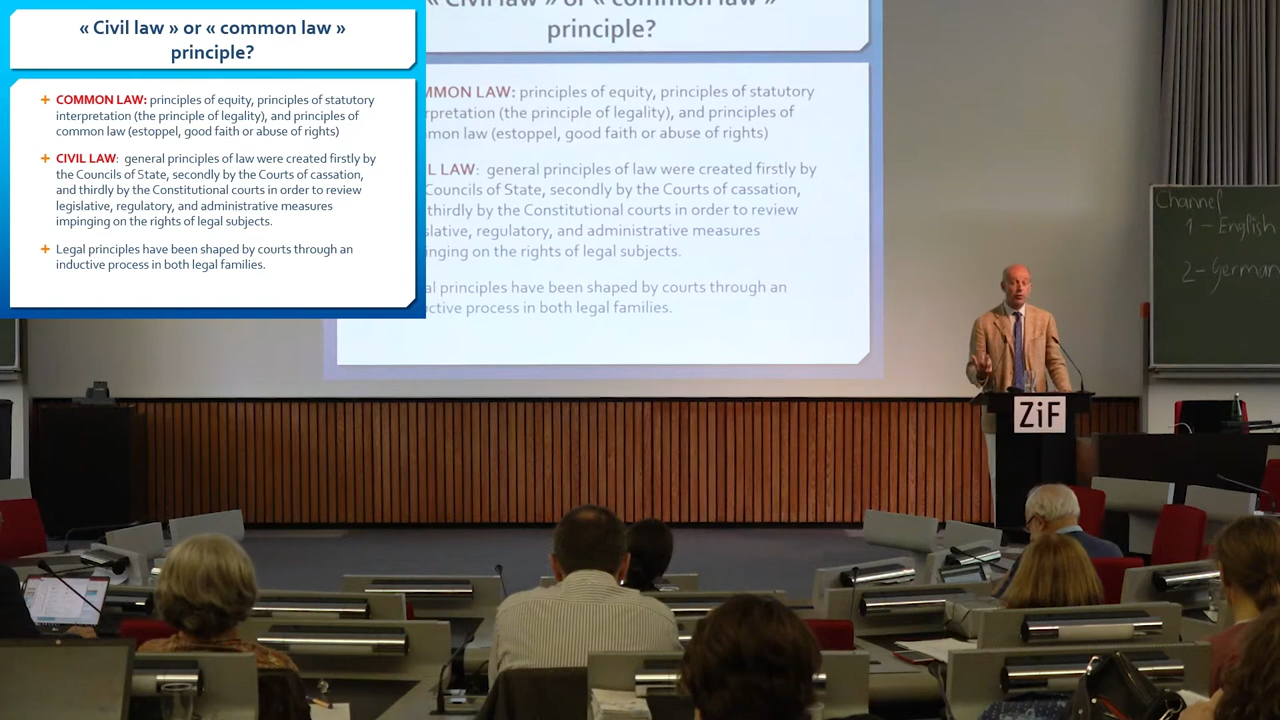 « Civil law » or « common law »
principle?
COMMON LAW: principles of equity, principles of statutory
interpretation (the principle of legality), and principles of
common law (estoppel, good faith or abuse of rights)
CIVIL LAW: general principles of law were created firstly by
the Councils of State, secondly by the Courts of cassation,
and thirdly by the Constitutional courts in order to review
legislative, regulatory, and administrative measures
impinging on the rights of legal subjects.
Legal principles have been shaped by courts through an
inductive process in both legal families.
« Civil law » or « common law »
principle?
MMON LAW: principles of equity, principles of statutory
rpretation (the principle of legality), and principles of
mon law (estoppel, good faith or abuse of rights)
L LAW: general principles of law were created firstly by
Councils of State, secondly by the Courts of cassation,
thirdly by the Constitutional courts in order to review
slative, regulatory, and administrative measures
inging on the rights of legal subjects.
al principles have been shaped by courts through an
uctive process in both legal families.
Channel
1 – English
2 – German
ZiF